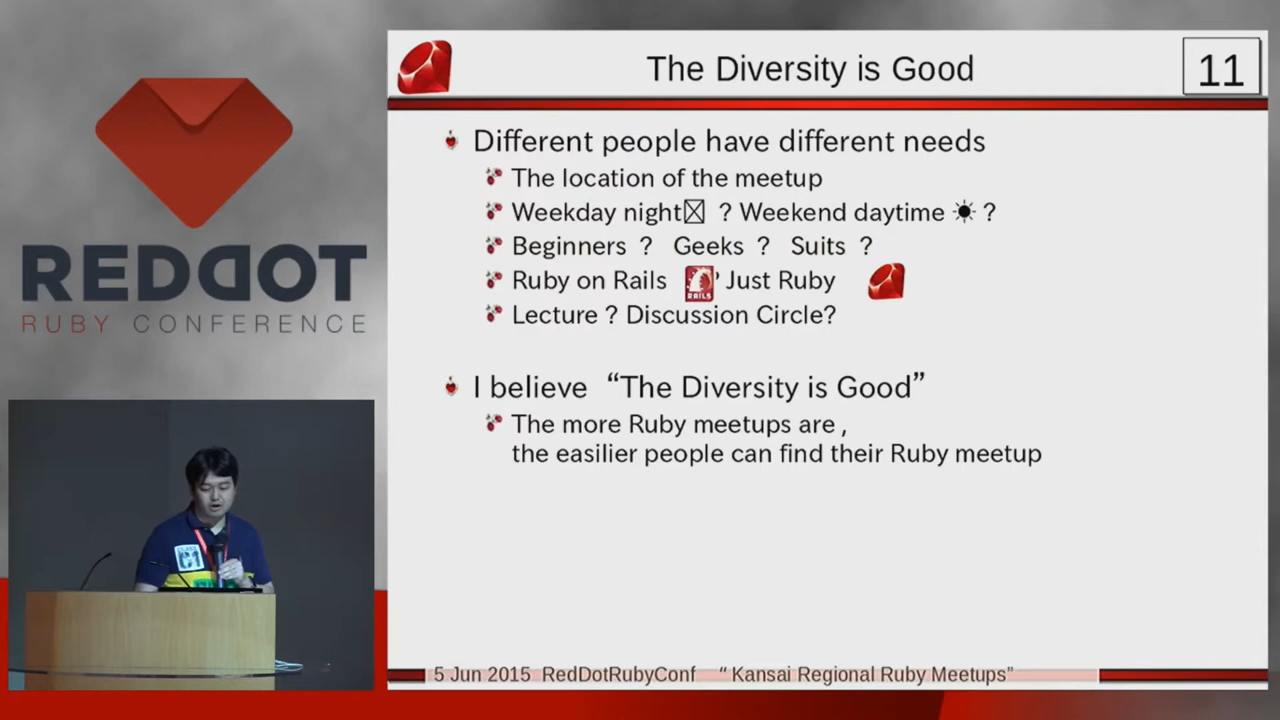 REDDOT
RUBY CONFERENCE
The Diversity is Good
11
Different people have different needs
The location of the meetup
Weekday night ? Weekend daytime ☀ ?
Beginners ? Geeks ? Suits ?
Ruby on Rails RAILS ' Just Ruby
Lecture ? Discussion Circle?
I believe “The Diversity is Good”
The more Ruby meetups are ,
the easilier people can find their Ruby meetup
5 Jun 2015 RedDotRubyConf “ Kansai Regional Ruby Meetups”